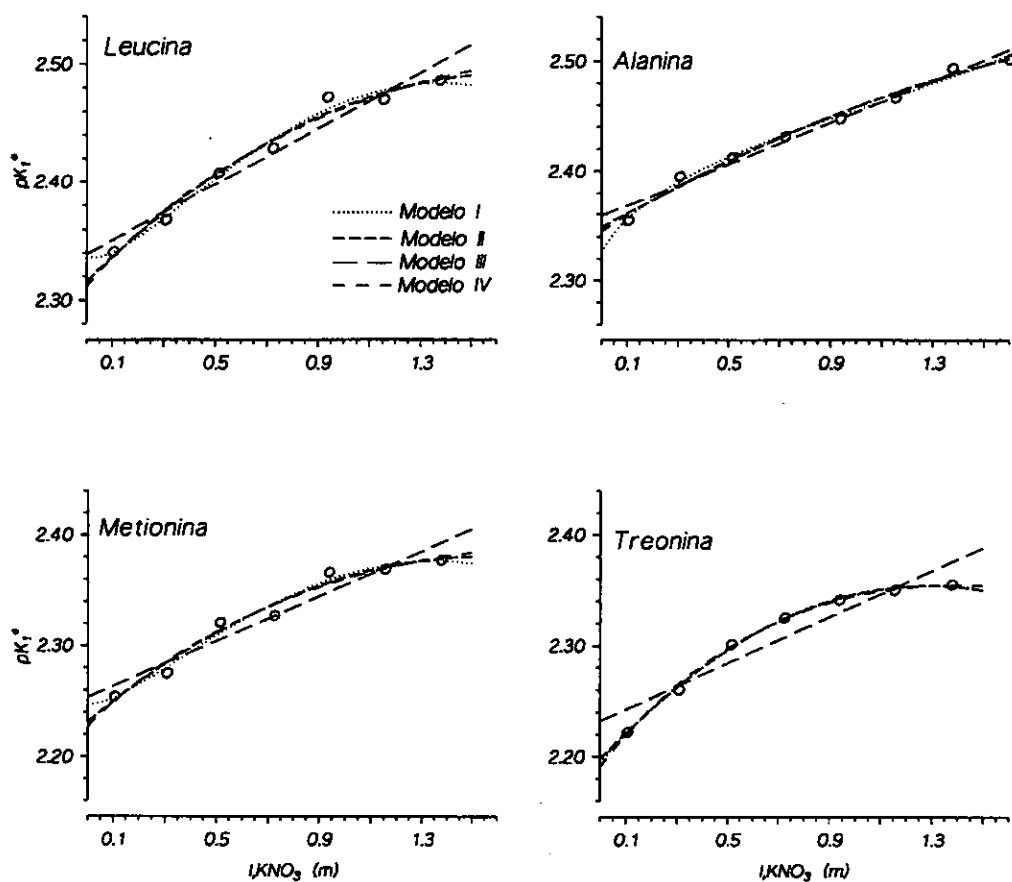 Leucina
2.50
2.40
2.30
pK₁*
Modelo I
Modelo II
Modelo III
Modelo IV
0.1 0.5 0.9 1.3
Alanina
2.50
2.40
2.30
0.1 0.5 0.9 1.3
Metionina
2.40
2.30
2.20
pK₁*
0.1 0.5 0.9 1.3
I,KNO₃ (m)
Treonina
2.40
2.30
2.20
0.1 0.5 0.9 1.3
I,KNO₃ (m)